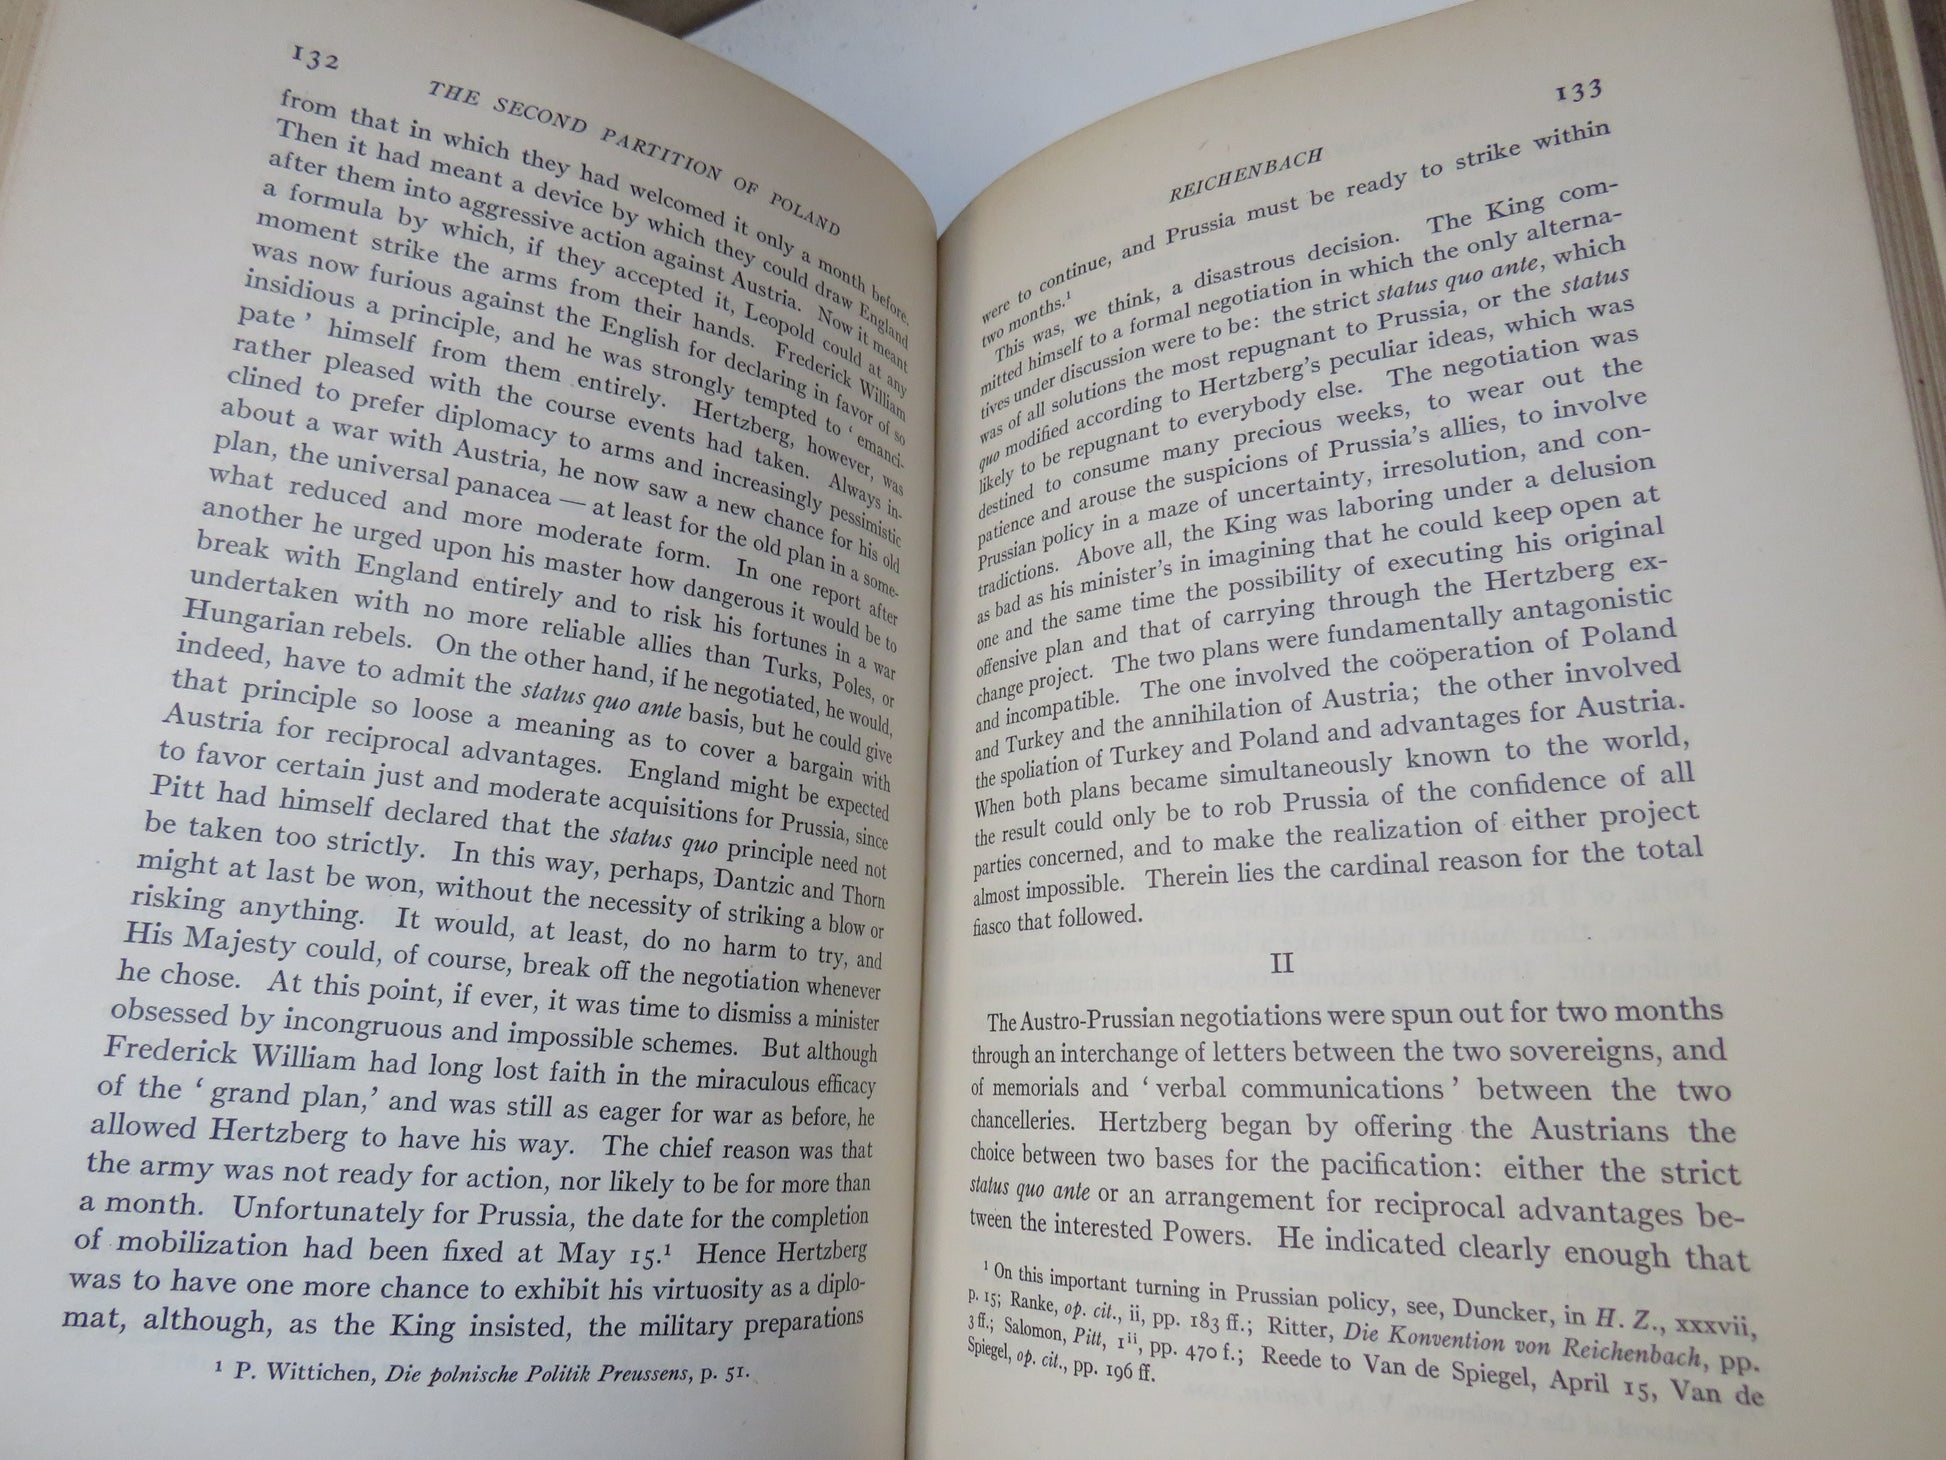 132
THE SECOND PARTITION OF POLAND
from that in which they had welcomed it only a month before.
Then it had meant a device by which they could draw England
after them into aggressive action against Austria. Now it meant
a formula by which, if they accepted it, Leopold could at any
moment strike the arms from their hands. Frederick William
was now furious against the English for declaring in favor of so
insidious a principle, and he was strongly tempted to ‘emanci-
pate’ himself from them entirely. Hertzberg, however, was
rather pleased with the course events had taken. Always in-
clined to prefer diplomacy to arms and increasingly pessimistic
about a war with Austria, he now saw a new chance for his old
plan, the universal panacea — at least for the old plan in a some-
what reduced and more moderate form. In one report after
another he urged upon his master how dangerous it would be to
break with England entirely and to risk his fortunes in a war
undertaken with no more reliable allies than Turks, Poles, or
Hungarian rebels. On the other hand, if he negotiated, he would,
indeed, have to admit the status quo ante basis, but he could give
that principle so loose a meaning as to cover a bargain with
Austria for reciprocal advantages. England might be expected
to favor certain just and moderate acquisitions for Prussia, since
Pitt had himself declared that the status quo principle need not
be taken too strictly. In this way, perhaps, Dantzic and Thorn
might at last be won, without the necessity of striking a blow or
risking anything. It would, at least, do no harm to try, and
His Majesty could, of course, break off the negotiation whenever
he chose. At this point, if ever, it was time to dismiss a minister
obsessed by incongruous and impossible schemes. But although
Frederick William had long lost faith in the miraculous efficacy
of the ‘grand plan,’ and was still as eager for war as before, he
allowed Hertzberg to have his way. The chief reason was that
the army was not ready for action, nor likely to be for more than
a month. Unfortunately for Prussia, the date for the completion
of mobilization had been fixed at May 15.¹ Hence Hertzberg
was to have one more chance to exhibit his virtuosity as a diplo-
mat, although, as the King insisted, the military preparations
¹ P. Wittichen, Die polnische Politik Preussens, p. 51.
133
REICHENBACH
were to continue, and Prussia must be ready to strike within
two months.¹
This was, we think, a disastrous decision. The King com-
mitted himself to a formal negotiation in which the only alterna-
tives under discussion were to be: the strict status quo ante, which
was of all solutions the most repugnant to Prussia, or the status
quo modified according to Hertzberg's peculiar ideas, which was
likely to be repugnant to everybody else. The negotiation was
destined to consume many precious weeks, to wear out the
patience and arouse the suspicions of Prussia's allies, to involve
Prussian policy in a maze of uncertainty, irresolution, and con-
tradictions. Above all, the King was laboring under a delusion
as bad as his minister's in imagining that he could keep open at
one and the same time the possibility of executing his original
offensive plan and that of carrying through the Hertzberg ex-
change project. The two plans were fundamentally antagonistic
and incompatible. The one involved the coöperation of Poland
and Turkey and the annihilation of Austria; the other involved
the spoliation of Turkey and Poland and advantages for Austria.
When both plans became simultaneously known to the world,
the result could only be to rob Prussia of the confidence of all
parties concerned, and to make the realization of either project
almost impossible. Therein lies the cardinal reason for the total
fiasco that followed.
II
The Austro-Prussian negotiations were spun out for two months
through an interchange of letters between the two sovereigns, and
of memorials and ‘verbal communications’ between the two
chancelleries. Hertzberg began by offering the Austrians the
choice between two bases for the pacification: either the strict
status quo ante or an arrangement for reciprocal advantages be-
tween the interested Powers. He indicated clearly enough that
¹ On this important turning in Prussian policy, see, Duncker, in H. Z., xxxvii,
p. 15; Ranke, op. cit., ii, pp. 183 ff.; Ritter, Die Konvention von Reichenbach, pp.
3 ff.; Salomon, Pitt, 1ⁱⁱ, pp. 470 f.; Reede to Van de Spiegel, April 15, Van de
Spiegel, op. cit., pp. 196 ff.